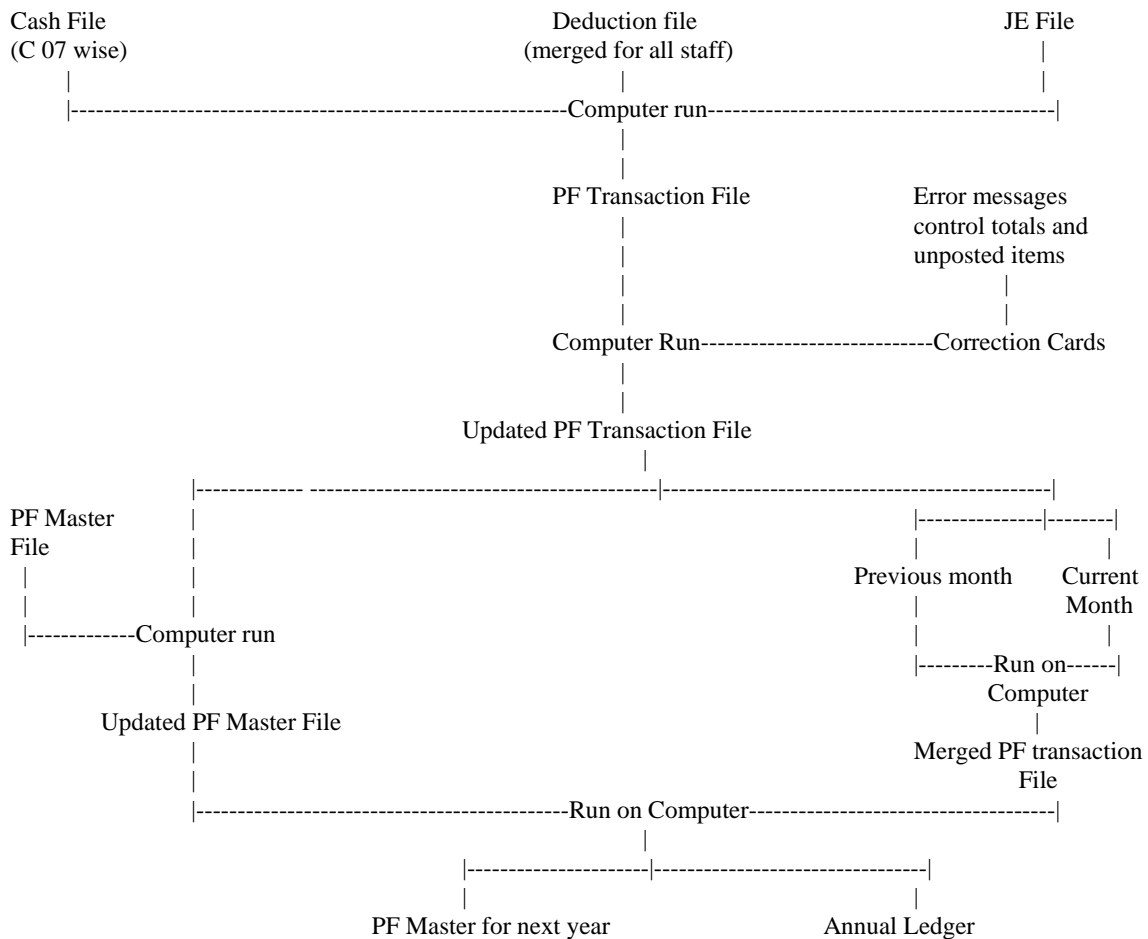 Cash File Deduction file JE File
(C 07 wise) (merged for all staff)
Computer run
PF Transaction File Error messages
control totals and
unposted items
Computer Run Correction Cards
Updated PF Transaction File
PF Master
File
Previous month Current
Month
Computer run
Run on
Computer
Updated PF Master File
Merged PF transaction
File
Run on Computer
PF Master for next year Annual Ledger